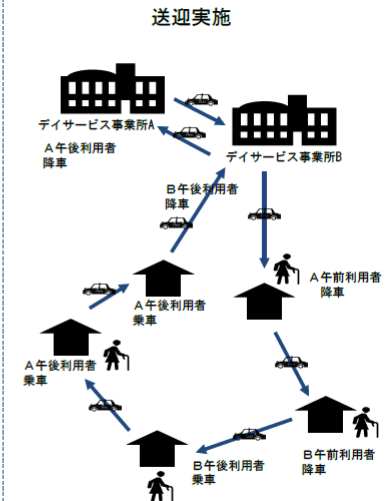 送迎実施
デイサービス事業所A
デイサービス事業所B
A午後利用者
降車
B午後利用者
降車
A午前利用者
降車
A午後利用者
乗車
A午後利用者
乗車
B午前利用者
降車
B午後利用者
乗車